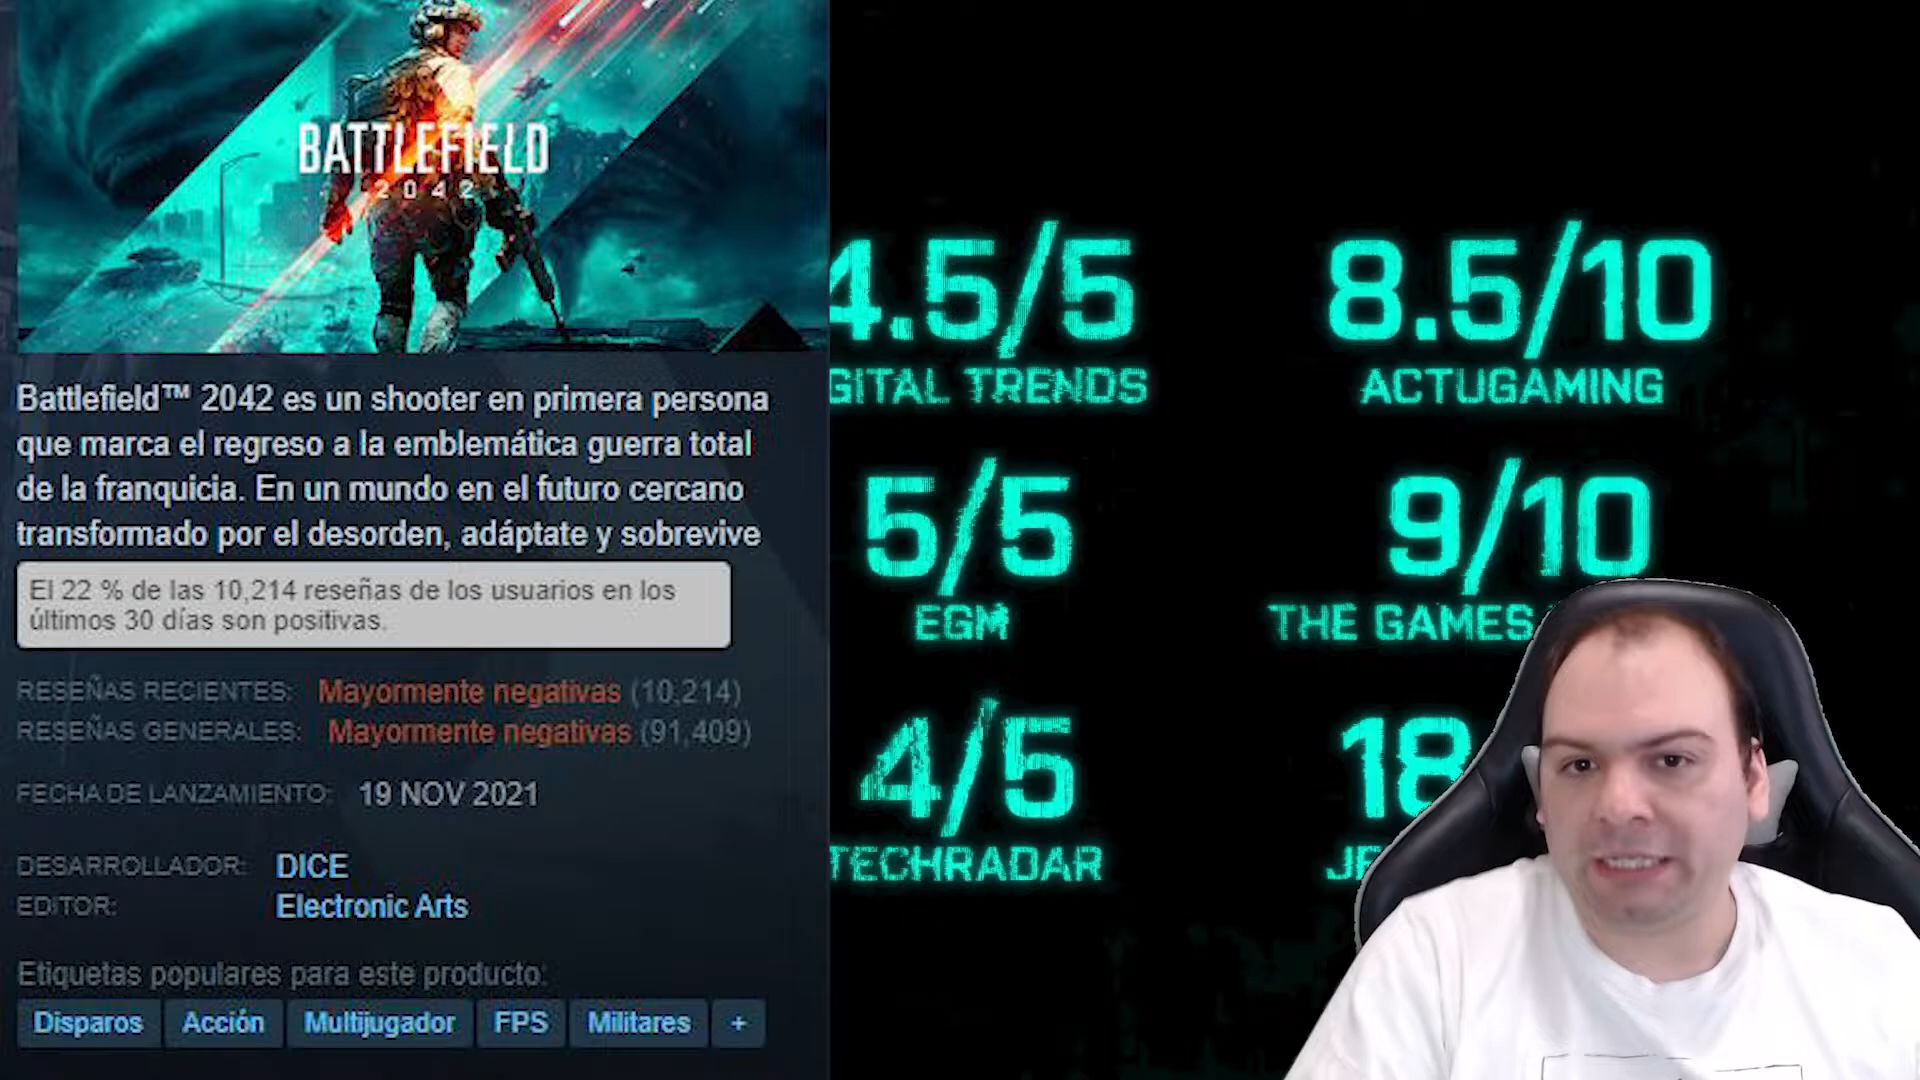 BATTLEFIELD
2042
Battlefield™ 2042 es un shooter en primera persona
que marca el regreso a la emblemática guerra total
de la franquicia. En un mundo en el futuro cercano
transformado por el desorden, adáptate y sobrevive
El 22 % de las 10,214 reseñas de los usuarios en los
últimos 30 días son positivas.
RESEÑAS RECIENTES: Mayormente negativas (10,214)
RESEÑAS GENERALES: Mayormente negativas (91,409)
FECHA DE LANZAMIENTO: 19 NOV 2021
DESARROLLADOR: DICE
EDITOR: Electronic Arts
Etiquetas populares para este producto:
Disparos Acción Multijugador FPS Militares +
4.5/5
GITAL TRENDS
8.5/10
ACTUGAMING
5/5
EGM
9/10
THE GAMES
4/5
TECHRADAR
18